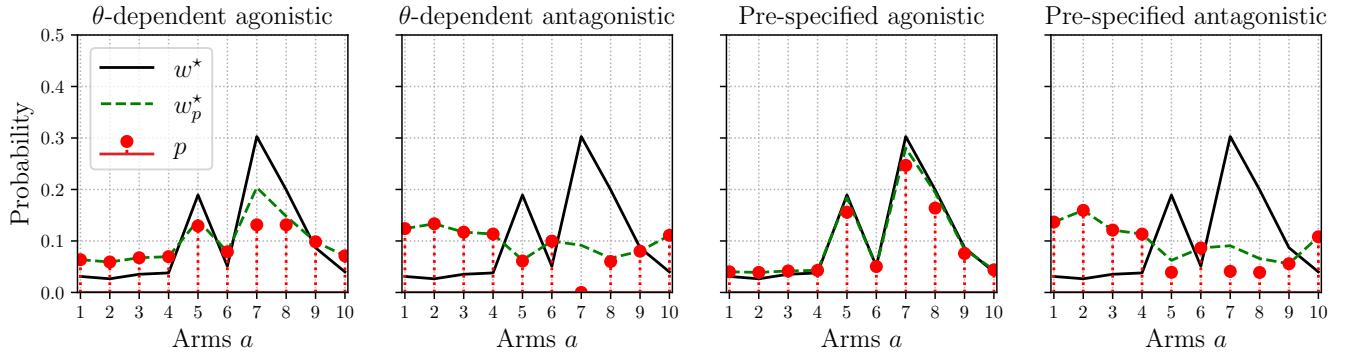 θ-dependent agonistic
θ-dependent antagonistic
Pre-specified agonistic
Pre-specified antagonistic
Probability
0.5
0.4
0.3
0.2
0.1
0.0
w⋆
w⋆p
p
1 2 3 4 5 6 7 8 9 10
1 2 3 4 5 6 7 8 9 10
1 2 3 4 5 6 7 8 9 10
1 2 3 4 5 6 7 8 9 10
Arms a
Arms a
Arms a
Arms a